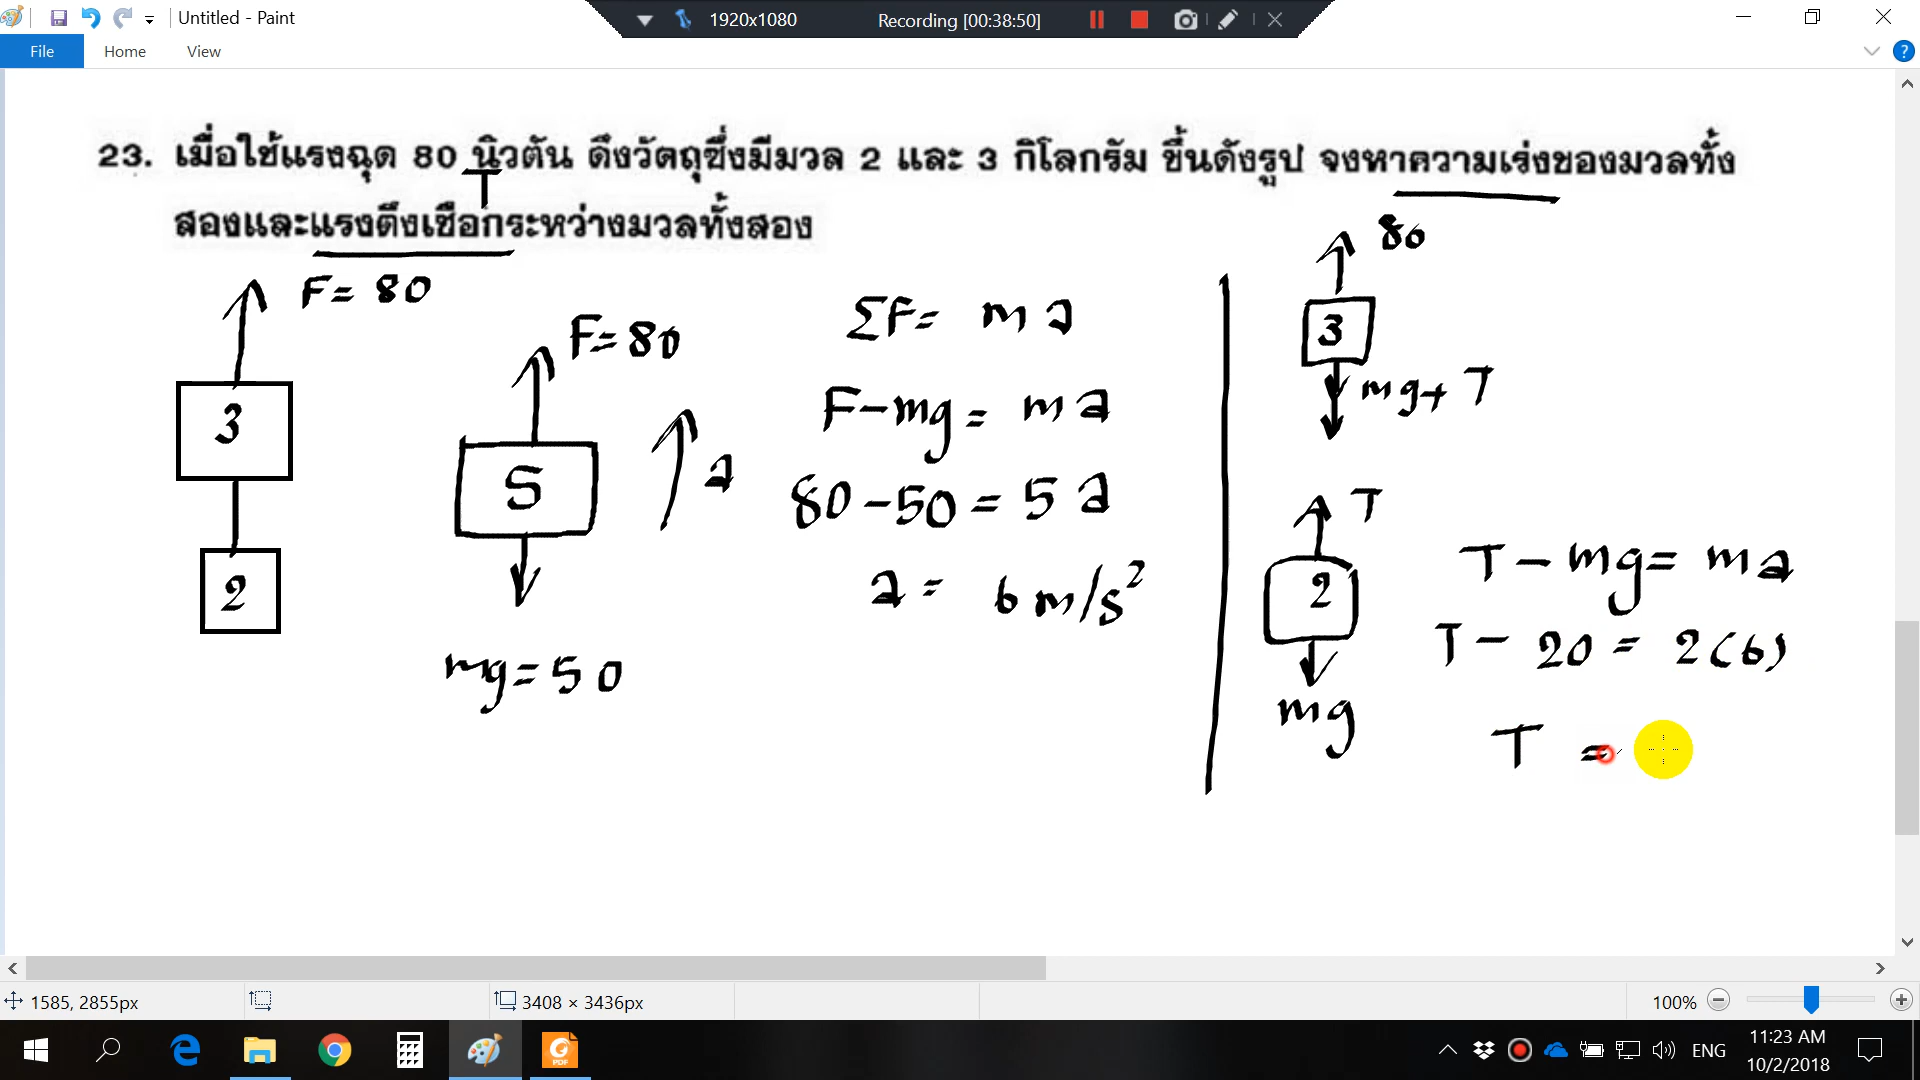 Untitled - Paint
1920x1080
Recording [00:38:50]
File Home View
23. เมื่อใช้แรงฉุด 80 นิวตัน ดึงวัตถุซึ่งมีมวล 2 และ 3 กิโลกรัม ขึ้นดังรูป จงหาความเร่งของมวลทั้ง
T
สองและแรงตึงเชือกระหว่างมวลทั้งสอง
F= 80
3
2
F=80
5
a
mg=50
ΣF= ma
F-mg= ma
80-50=5a
a= 6 m/s²
80
3
mg+T
T
2
mg
T-mg=ma
T-20=2(6)
T =
1585, 2855px
3408 × 3436px
100%
PDF
ENG
11:23 AM
10/2/2018